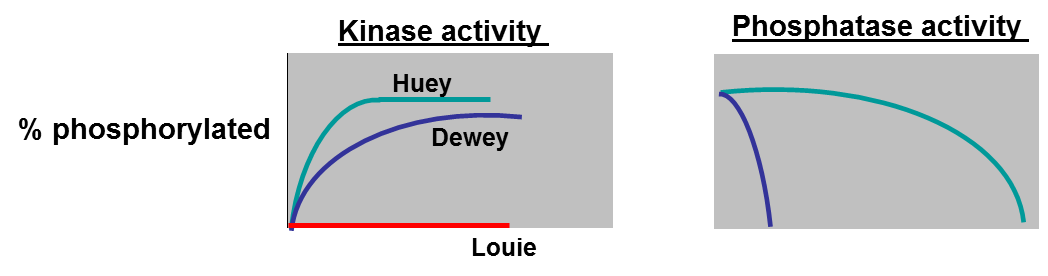 Kinase activity
Phosphatase activity
Huey
% phosphorylated
Dewey
Louie